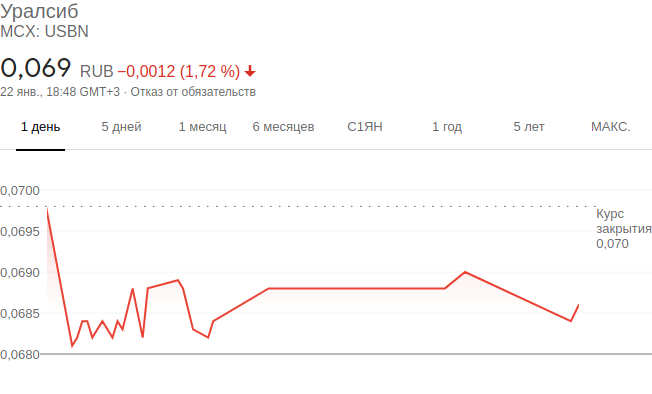 Уралсиб
MCX: USBN
0,069 RUB −0,0012 (1,72 %)
22 янв., 18:48 GMT+3 · Отказ от обязательств
1 день 5 дней 1 месяц 6 месяцев С1ЯН 1 год 5 лет МАКС.
0,0700
Курс
закрытия
0,070
0,0695
0,0690
0,0685
0,0680